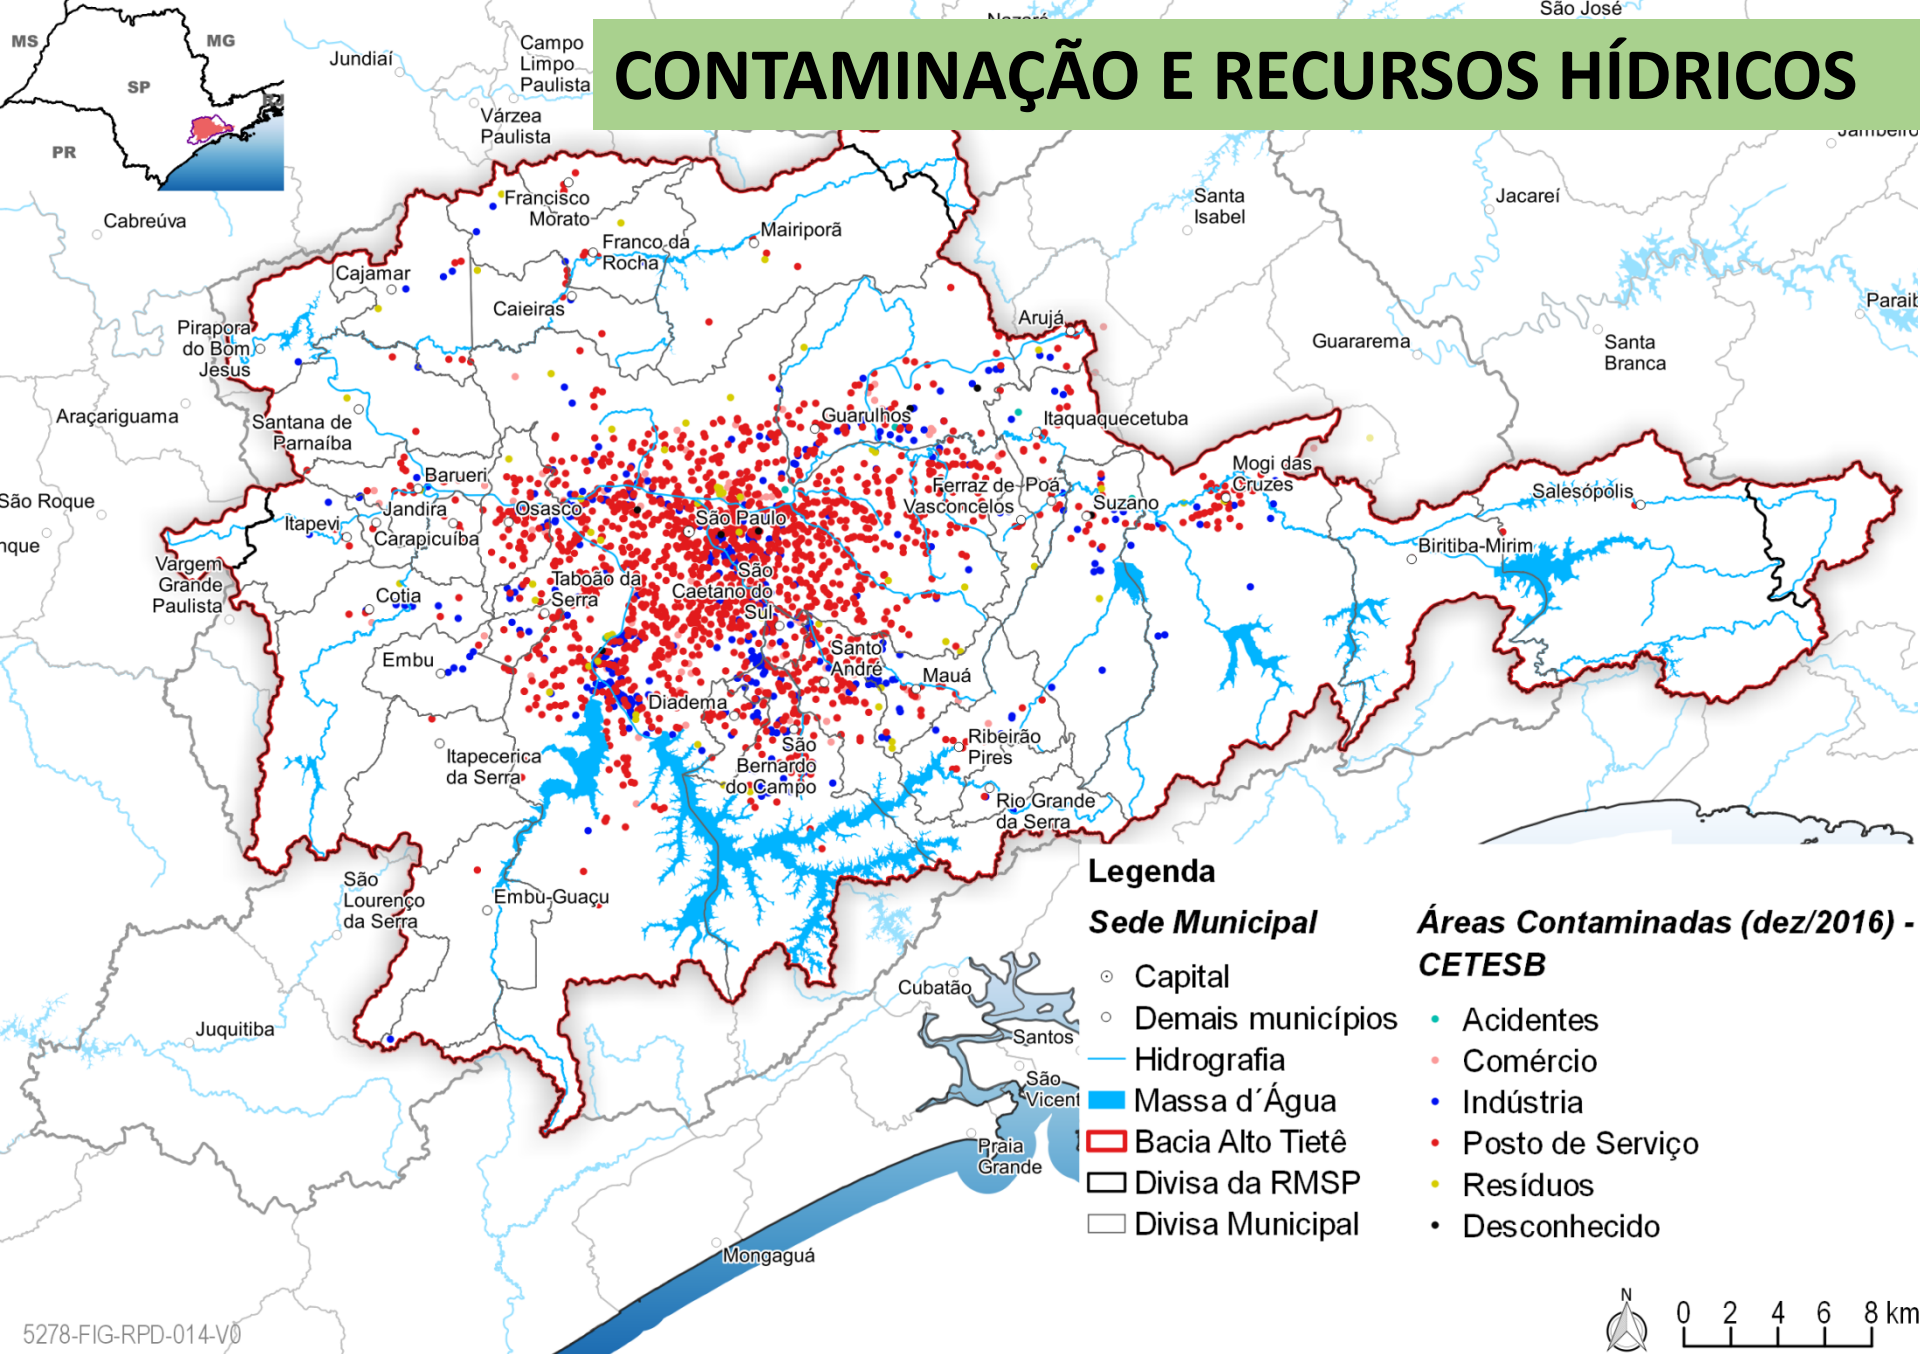 CONTAMINAÇÃO E RECURSOS HÍDRICOS
São José
MS
MG
SP
PR
RJ
Jundiaí
Campo
Limpo
Paulista
Várzea
Paulista
Cabreúva
Francisco
Morato
Franco da
Rocha
Mairiporã
Santa
Isabel
Jacareí
Cajamar
Caieiras
Pirapora
do Bom
Jesus
Arujá
Guararema
Santa
Branca
Araçariguama
Santana de
Parnaíba
Guarulhos
Itaquaquecetuba
São Roque
Barueri
Jandira
Itapevi
Carapicuíba
Osasco
São Paulo
Ferraz de
Vasconcelos
Poá
Suzano
Mogi das
Cruzes
Salesópolis
Biritiba-Mirim
Vargem
Grande
Paulista
Cotia
Taboão da
Serra
São
Caetano do
Sul
Embu
Santo
André
Mauá
Diadema
Itapecerica
da Serra
São
Bernardo
do Campo
Ribeirão
Pires
Rio Grande
da Serra
São
Lourenço
da Serra
Embu-Guaçu
Juquitiba
Cubatão
Santos
São
Vicent
Praia
Grande
Mongaguá
Legenda
Sede Municipal
Capital
Demais municípios
Hidrografia
Massa d´Água
Bacia Alto Tietê
Divisa da RMSP
Divisa Municipal
Áreas Contaminadas (dez/2016) -
CETESB
Acidentes
Comércio
Indústria
Posto de Serviço
Resíduos
Desconhecido
N
0 2 4 6 8 km
5278-FIG-RPD-014-V0